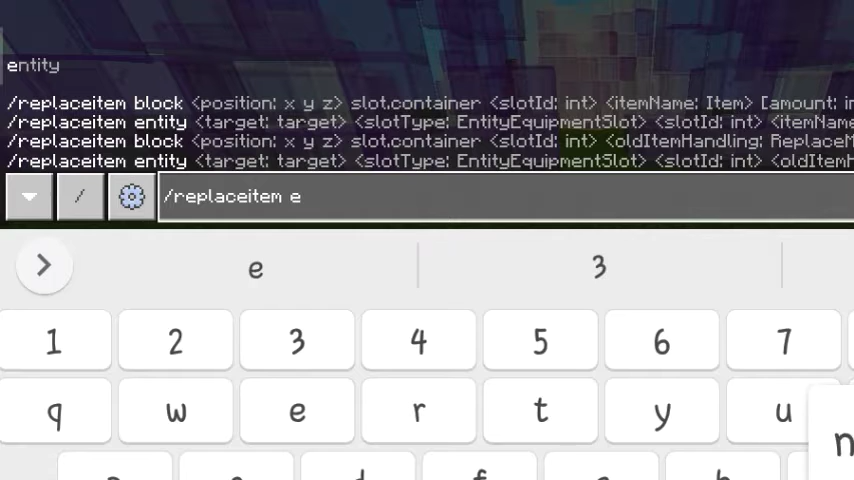 entity
/replaceitem block <position: x y z> slot.container <slotId: int> <itemName: Item> [amount: in
/replaceitem entity <target: target> <slotType: EntityEquipmentSlot> <slotId: int> <itemName
/replaceitem block <position: x y z> slot.container <slotId: int> <oldItemHandling: ReplaceM
/replaceitem entity <target: target> <slotType: EntityEquipmentSlot> <slotId: int> <oldItemH
/ /replaceitem e
> e 3
1 2 3 4 5 6 7
q w e r t y u
n